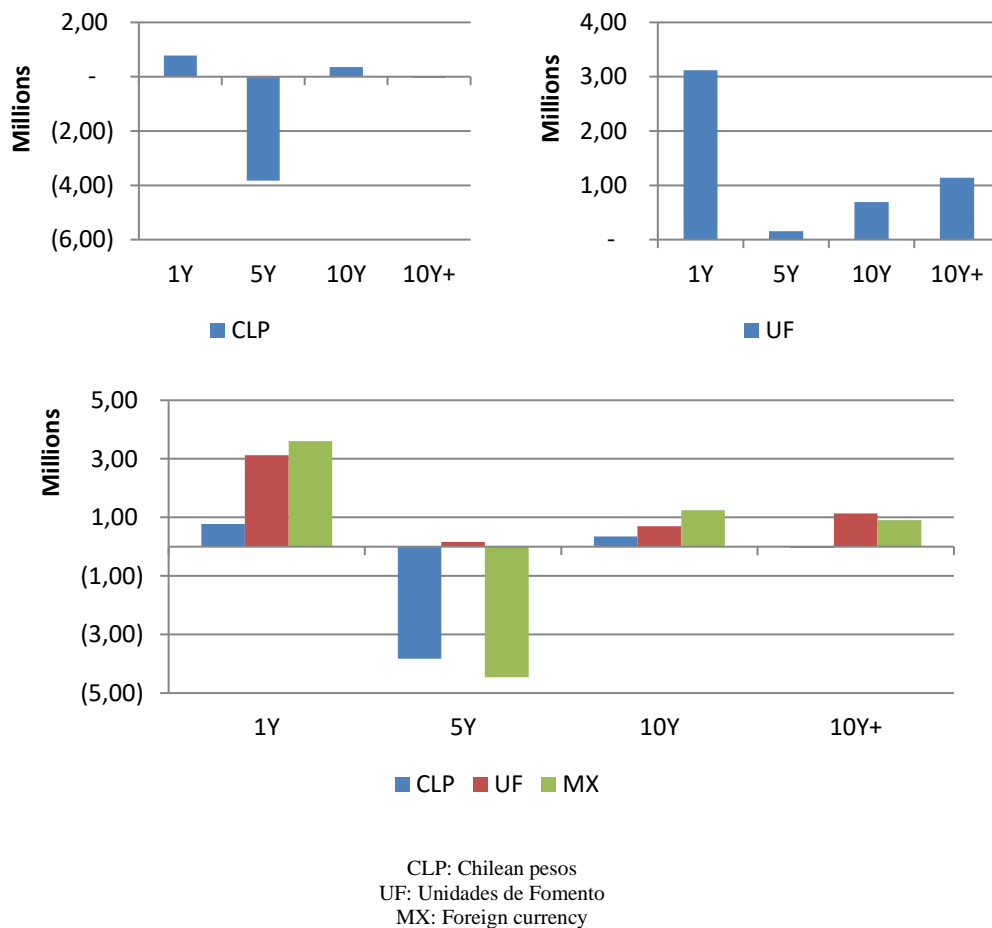 2,00
-
(2,00)
(4,00)
(6,00)
Millions
1Y 5Y 10Y 10Y+
CLP
4,00
3,00
2,00
1,00
-
Millions
1Y 5Y 10Y 10Y+
UF
5,00
3,00
1,00
(1,00)
(3,00)
(5,00)
Millions
1Y 5Y 10Y 10Y+
CLP UF MX
CLP: Chilean pesos
UF: Unidades de Fomento
MX: Foreign currency